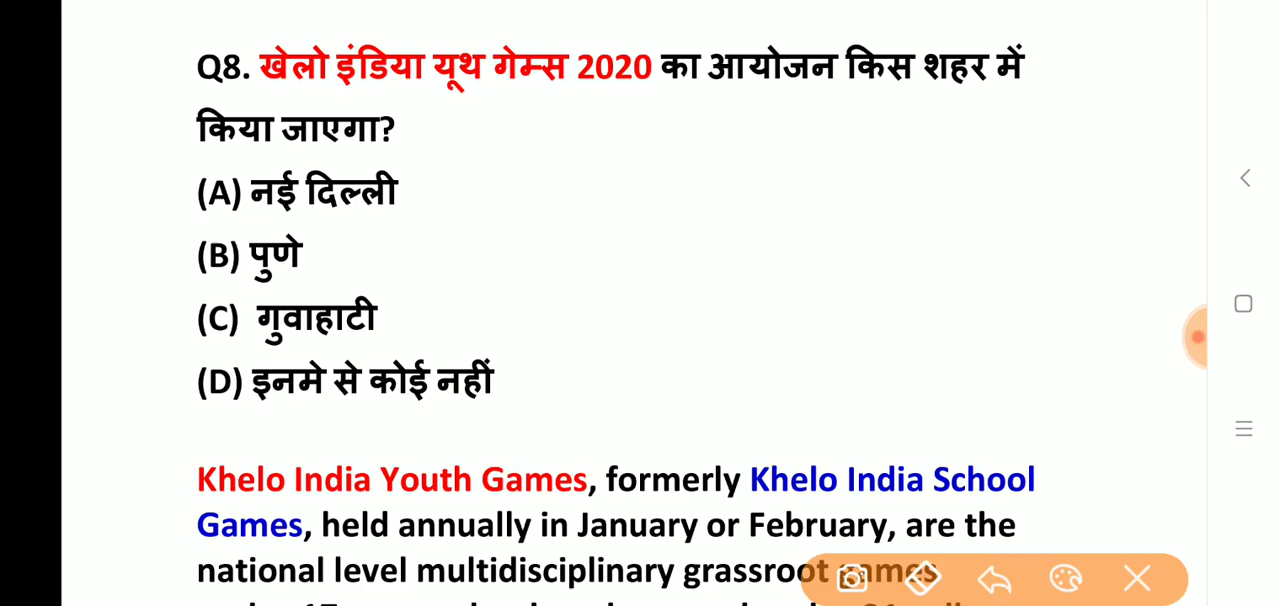 Q8. खेलो इंडिया यूथ गेम्स 2020 का आयोजन किस शहर में
किया जाएगा?
(A) नई दिल्ली
(B) पुणे
(C) गुवाहाटी
(D) इनमे से कोई नहीं
Khelo India Youth Games, formerly Khelo India School
Games, held annually in January or February, are the
national level multidisciplinary grassroot games